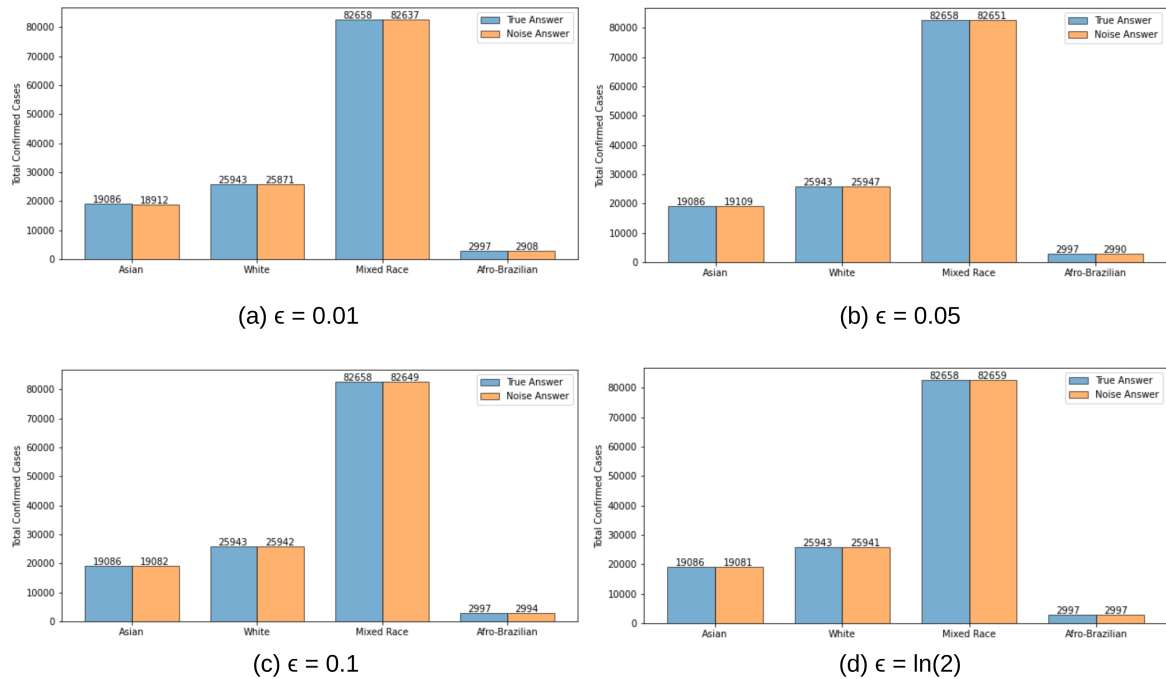 82658 82637
80000
70000
60000
50000
40000
30000
20000
10000
0
Total Confirmed Cases
True Answer
Noise Answer
19086 18912
25943 25871
2997 2908
Asian White Mixed Race Afro-Brazilian
(a) ϵ = 0.01
82658 82651
80000
70000
60000
50000
40000
30000
20000
10000
0
Total Confirmed Cases
True Answer
Noise Answer
19086 19109
25943 25947
2997 2990
Asian White Mixed Race Afro-Brazilian
(b) ϵ = 0.05
82658 82649
80000
70000
60000
50000
40000
30000
20000
10000
0
Total Confirmed Cases
True Answer
Noise Answer
19086 19082
25943 25942
2997 2994
Asian White Mixed Race Afro-Brazilian
(c) ϵ = 0.1
82658 82659
80000
70000
60000
50000
40000
30000
20000
10000
0
Total Confirmed Cases
True Answer
Noise Answer
19086 19081
25943 25941
2997 2997
Asian White Mixed Race Afro-Brazilian
(d) ϵ = ln(2)